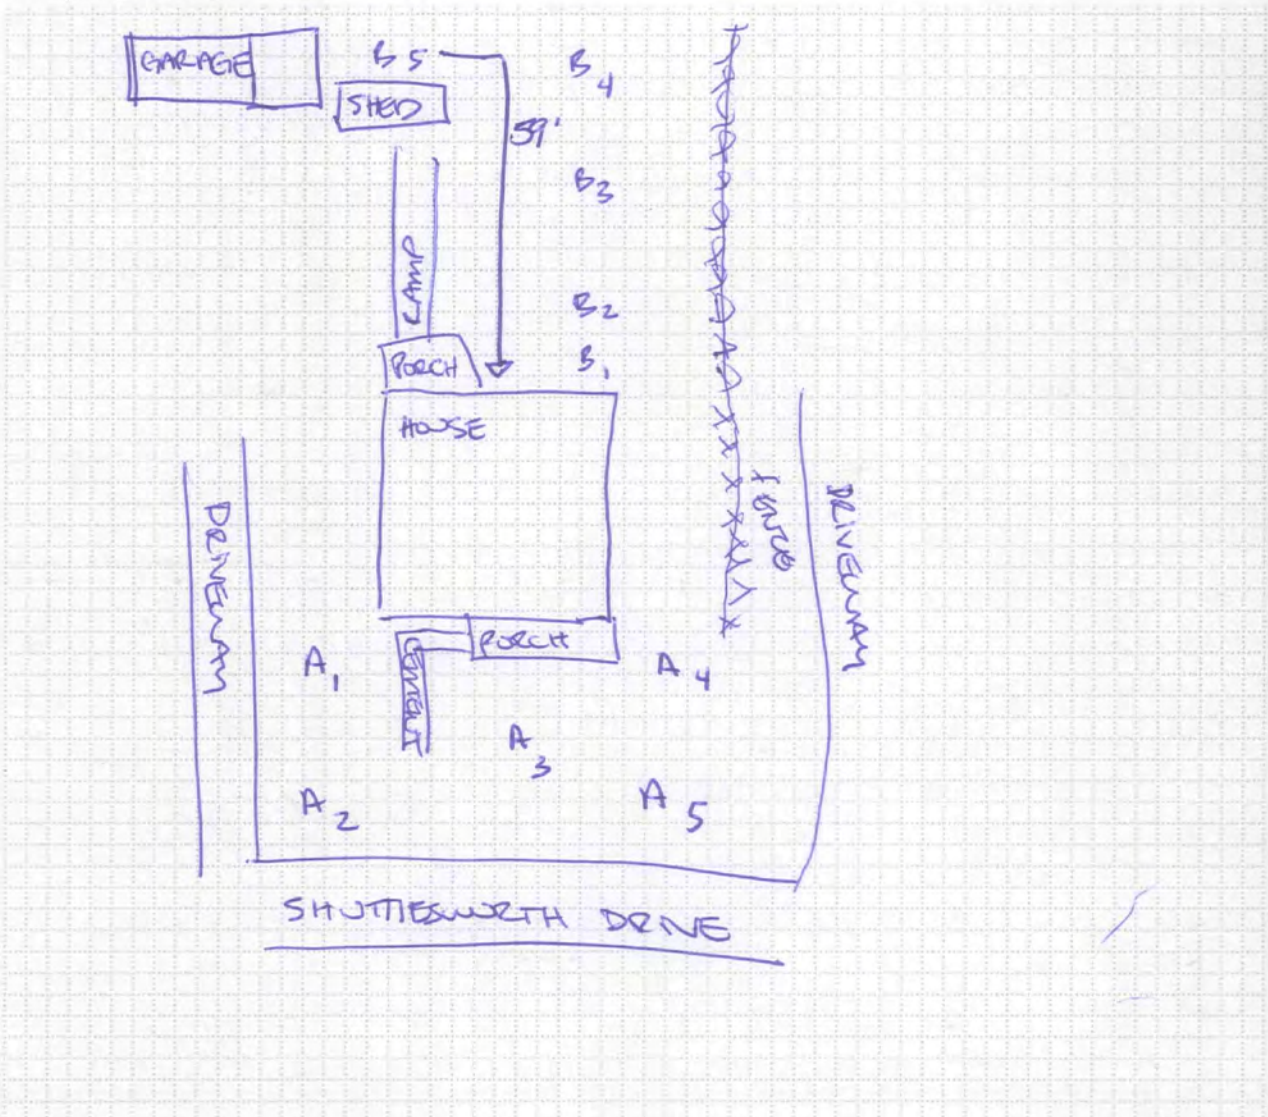 GARAGE
B5
B4
SHED
59'
B3
RAMP
B2
PORCH
B1
HOUSE
FENCE
DRIVEWAY
DRIVEWAY
PORCH
A1
A4
A3
A2
A5
SHUTTLESWORTH DRIVE